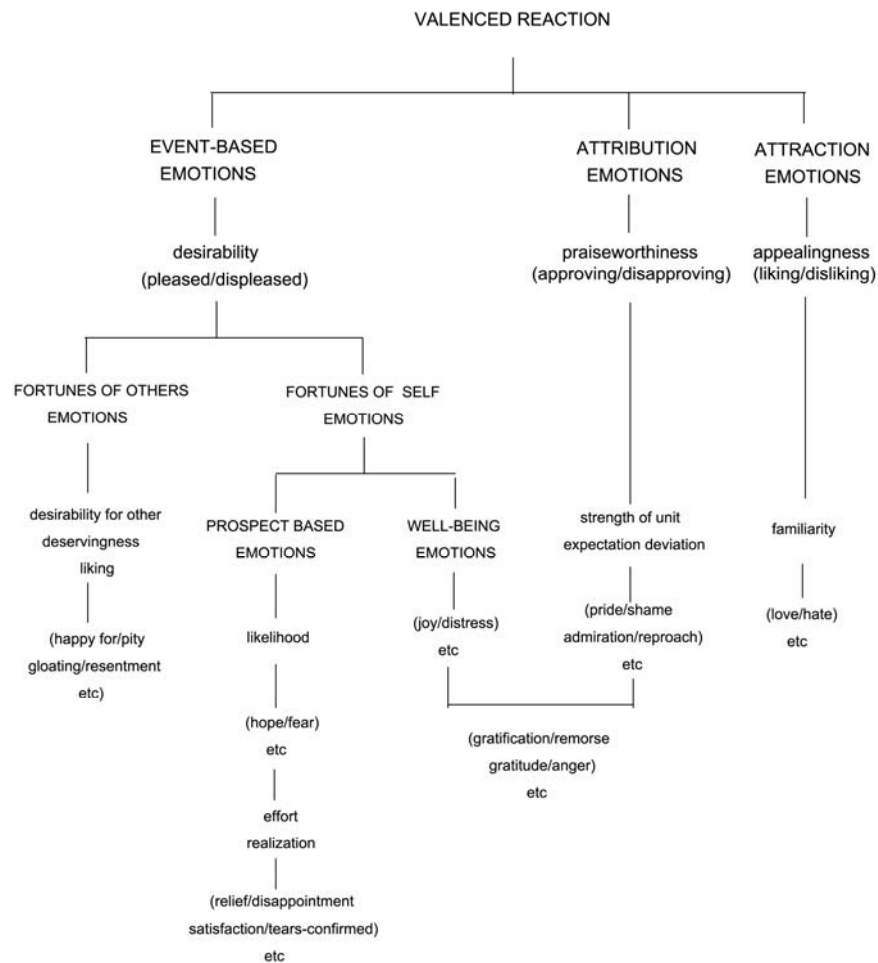 VALENCED REACTION
EVENT-BASED
EMOTIONS
ATTRIBUTION
EMOTIONS
ATTRACTION
EMOTIONS
desirability
(pleased/displeased)
praiseworthiness
(approving/disapproving)
appealingness
(liking/disliking)
FORTUNES OF OTHERS
EMOTIONS
FORTUNES OF SELF
EMOTIONS
desirability for other
deservingness
liking
PROSPECT BASED
EMOTIONS
WELL-BEING
EMOTIONS
strength of unit
expectation deviation
familiarity
(happy for/pity
gloating/resentment
etc)
likelihood
(joy/distress)
etc
(pride/shame
admiration/reproach)
etc
(love/hate)
etc
(hope/fear)
etc
(gratification/remorse
gratitude/anger)
etc
effort
realization
(relief/disappointment
satisfaction/tears-confirmed)
etc